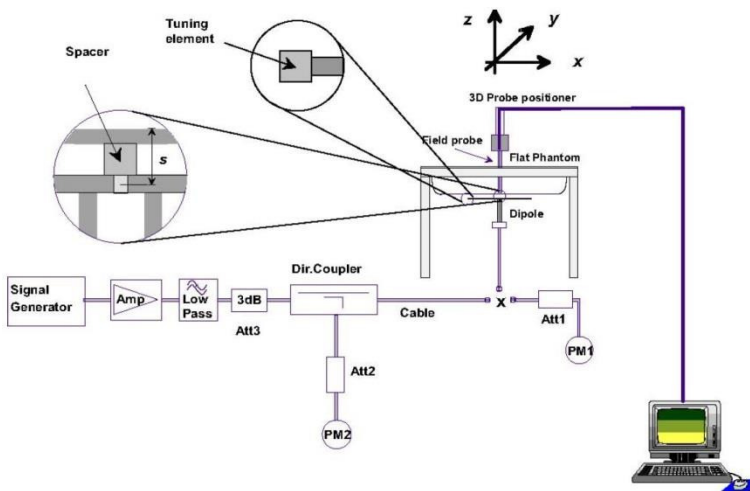 Tuning
element
Spacer
s
z
y
x
3D Probe positioner
Field probe
Flat Phantom
Dipole
Dir.Coupler
Signal
Generator
Amp
Low
Pass
3dB
Att3
Cable
x
Att1
PM1
Att2
PM2